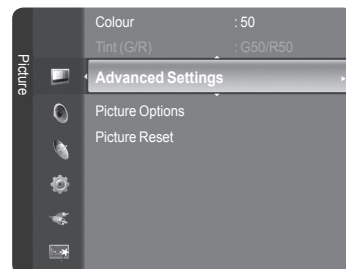 Picture
Colour : 50
Tint (G/R) : G50/R50
Advanced Settings
Picture Options
Picture Reset